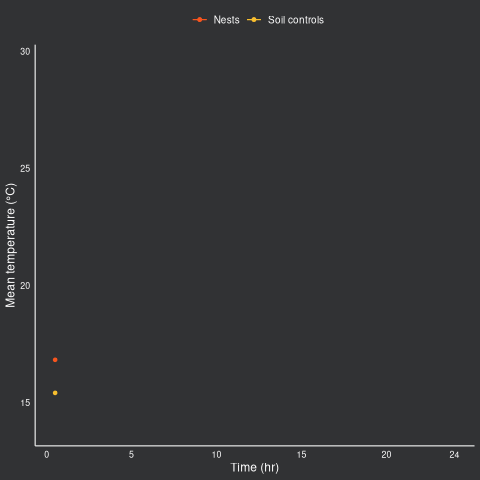 Nests Soil controls
30
25
20
15
Mean temperature (°C)
0 5 10 15 20 24
Time (hr)